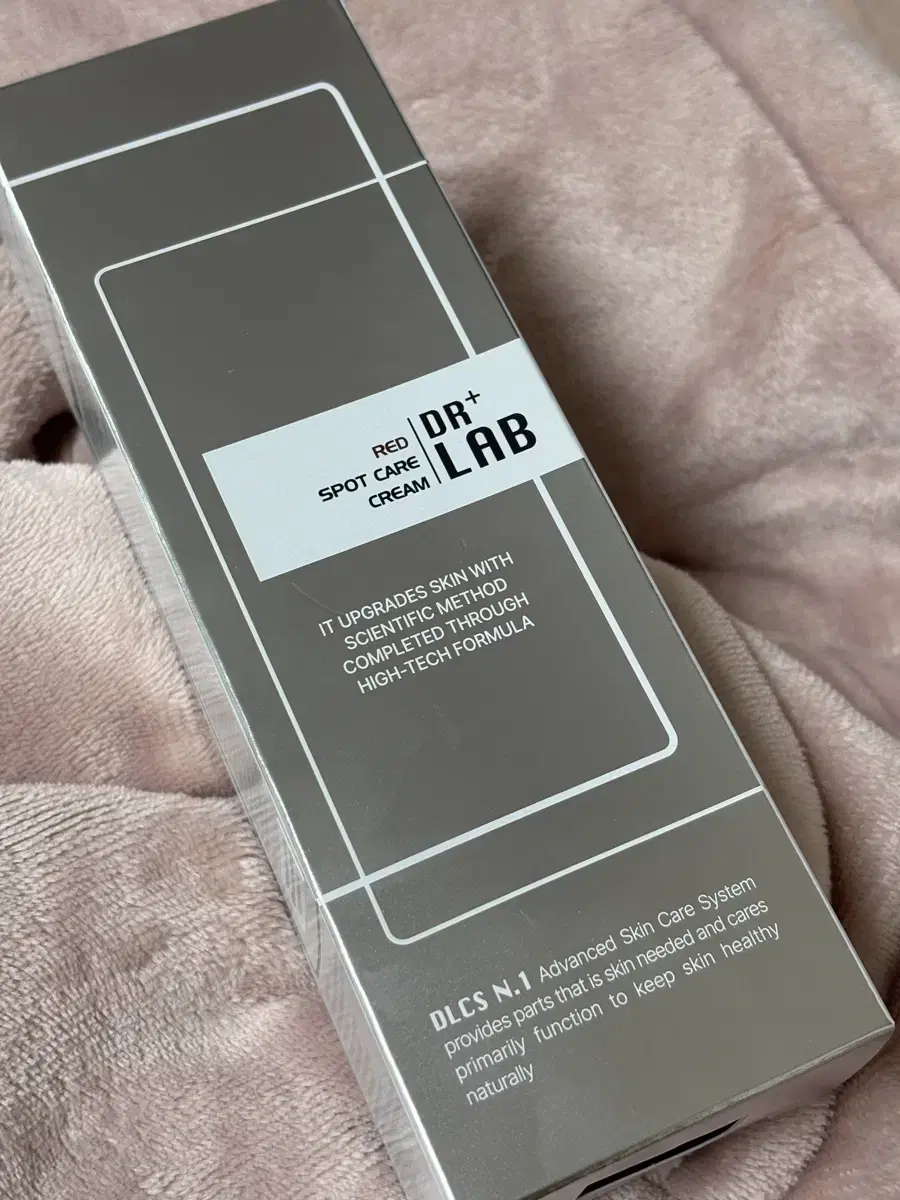 RED
SPOT CARE
CREAM
DR+
LAB
IT UPGRADES SKIN WITH
SCIENTIFIC METHOD
COMPLETED THROUGH
HIGH-TECH FORMULA
DLCS N.1 Advanced Skin Care System
provides parts that is skin needed and cares
primarily function to keep skin healthy
naturally